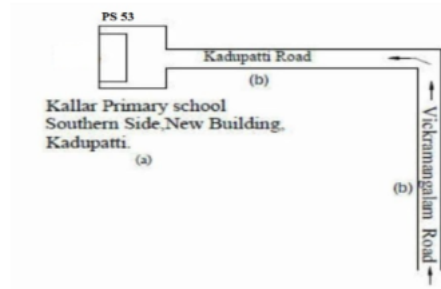 PS 53
Kadupatti Road
(b)
Kallar Primary school
Southern Side,New Building,
Kadupatti.
(a)
(b)
Vickramangalam Road